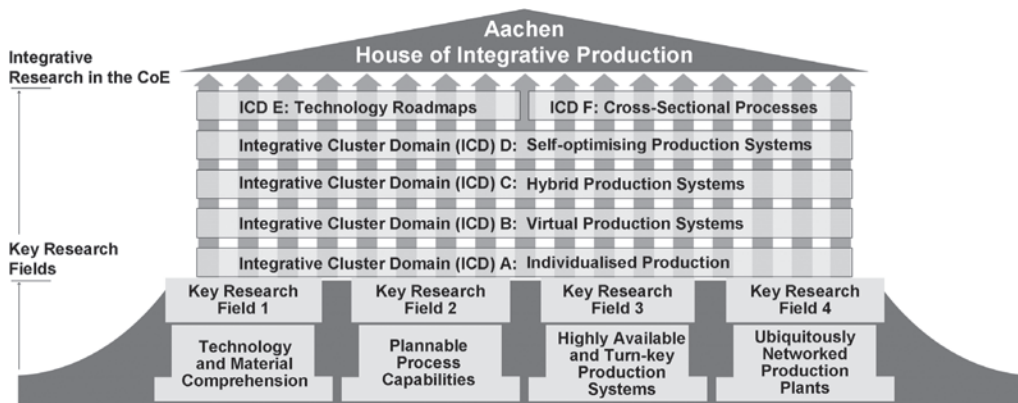 Aachen
House of Integrative Production
Integrative
Research in the CoE
ICD E: Technology Roadmaps
ICD F: Cross-Sectional Processes
Integrative Cluster Domain (ICD) D: Self-optimising Production Systems
Integrative Cluster Domain (ICD) C: Hybrid Production Systems
Integrative Cluster Domain (ICD) B: Virtual Production Systems
Integrative Cluster Domain (ICD) A: Individualised Production
Key Research
Fields
Key Research
Field 1
Key Research
Field 2
Key Research
Field 3
Key Research
Field 4
Technology
and Material
Comprehension
Plannable
Process
Capabilities
Highly Available
and Turn-key
Production
Systems
Ubiquitously
Networked
Production
Plants